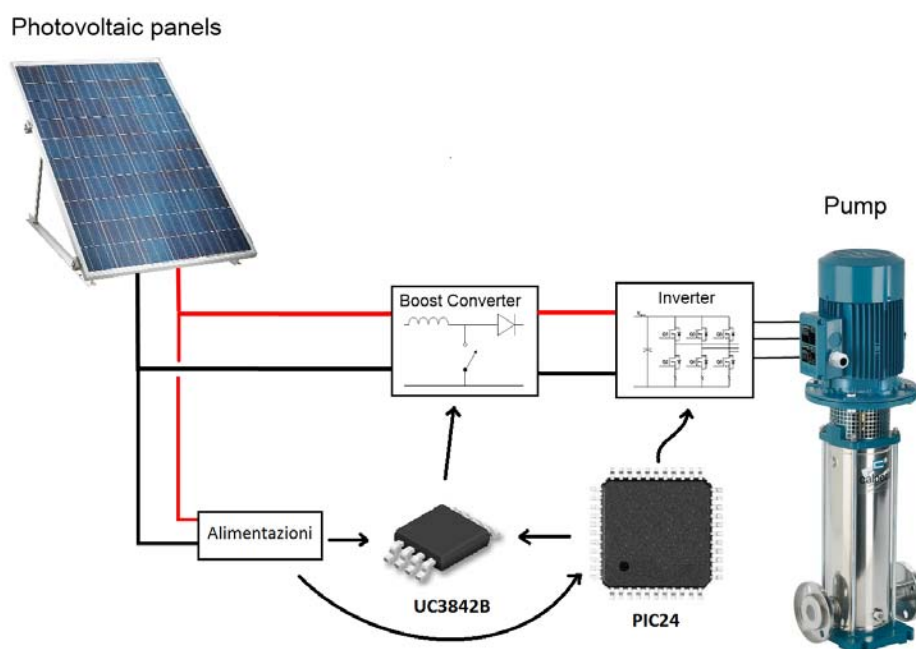 Photovoltaic panels
Pump
Boost Converter
Inverter
Alimentazioni
UC3842B
PIC24